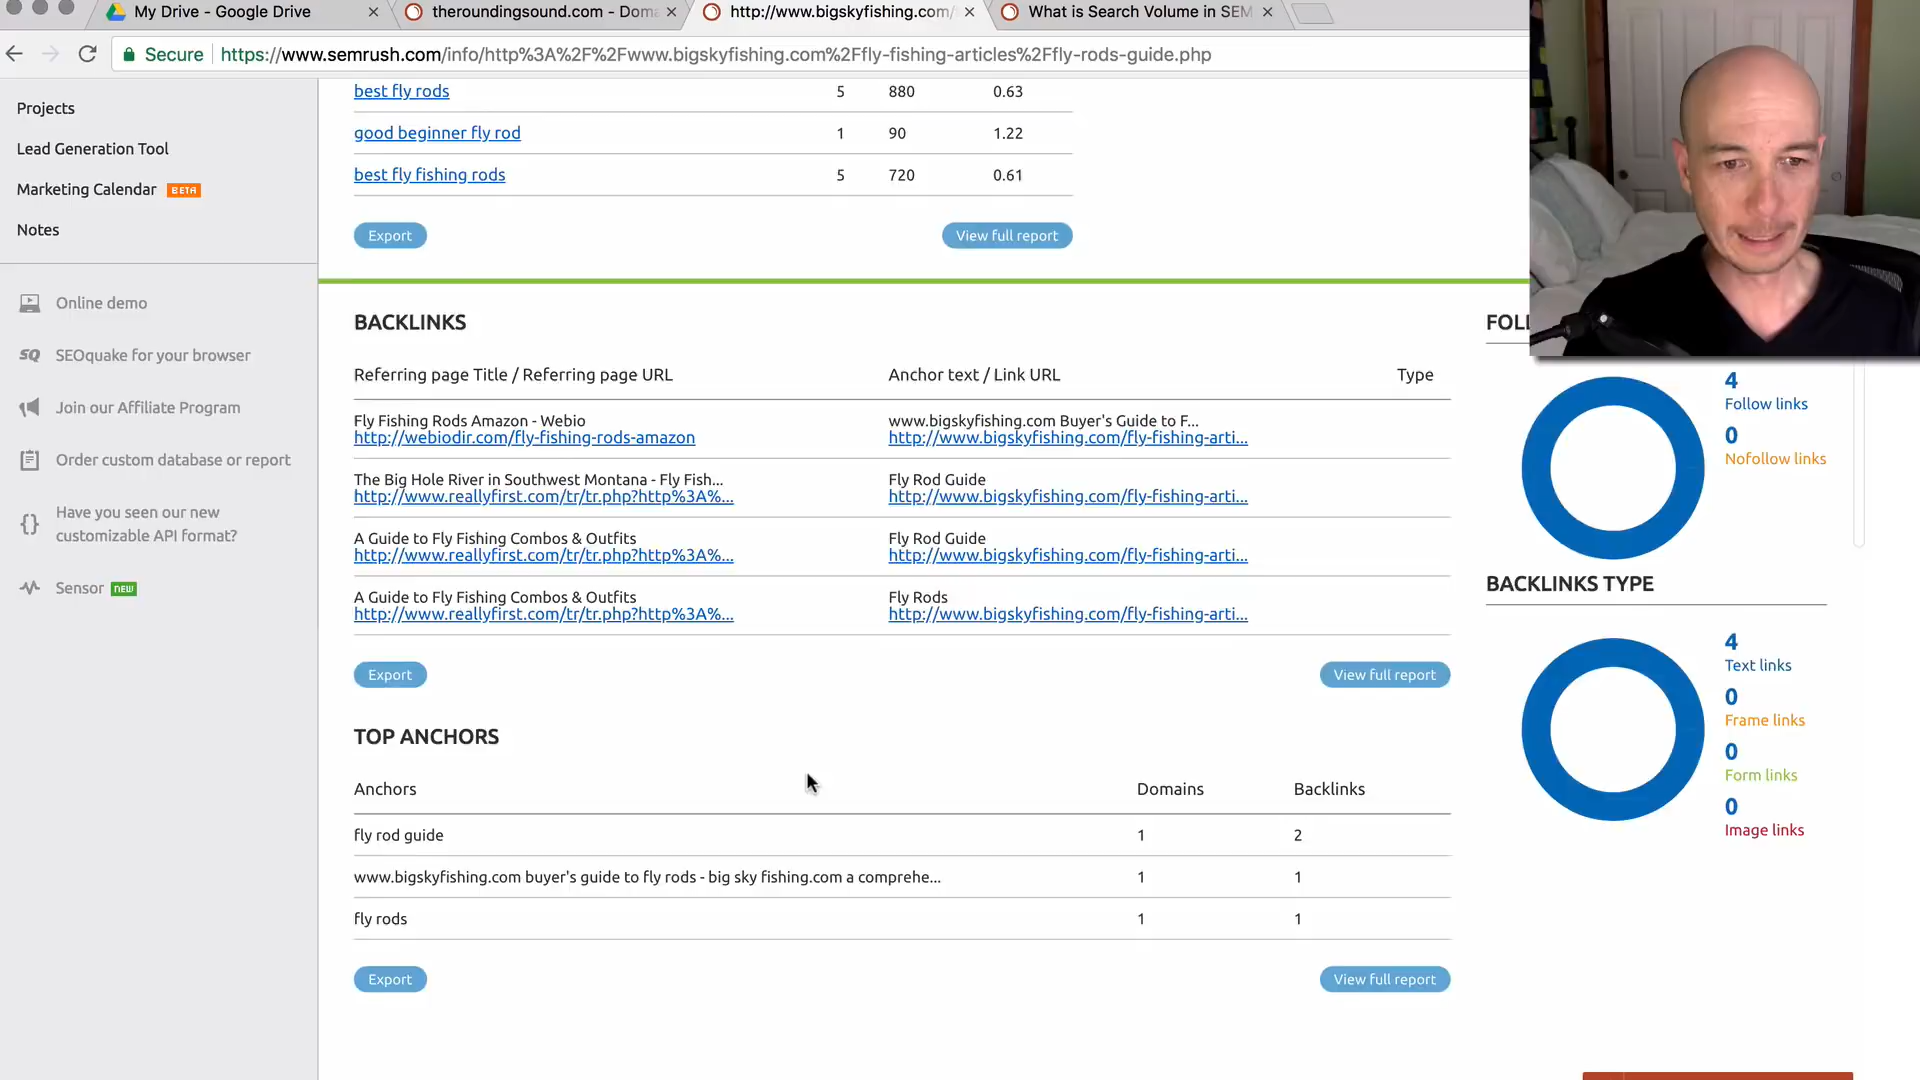 My Drive - Google Drive
theroundingsound.com - Doma
http://www.bigskyfishing.com/
What is Search Volume in SEM
Secure
https://www.semrush.com/info/http%3A%2F%2Fwww.bigskyfishing.com%2Ffly-fishing-articles%2Ffly-rods-guide.php
Projects
Lead Generation Tool
Marketing Calendar BETA
Notes
Online demo
SQ SEOquake for your browser
Join our Affiliate Program
Order custom database or report
Have you seen our new
customizable API format?
Sensor NEW
best fly rods 5 880 0.63
good beginner fly rod 1 90 1.22
best fly fishing rods 5 720 0.61
Export View full report
BACKLINKS
Referring page Title / Referring page URL Anchor text / Link URL Type
Fly Fishing Rods Amazon - Webio www.bigskyfishing.com Buyer's Guide to F...
http://webiodir.com/fly-fishing-rods-amazon http://www.bigskyfishing.com/fly-fishing-arti...
The Big Hole River in Southwest Montana - Fly Fish... Fly Rod Guide
http://www.reallyfirst.com/tr/tr.php?http%3A%... http://www.bigskyfishing.com/fly-fishing-arti...
A Guide to Fly Fishing Combos & Outfits Fly Rod Guide
http://www.reallyfirst.com/tr/tr.php?http%3A%... http://www.bigskyfishing.com/fly-fishing-arti...
A Guide to Fly Fishing Combos & Outfits Fly Rods
http://www.reallyfirst.com/tr/tr.php?http%3A%... http://www.bigskyfishing.com/fly-fishing-arti...
Export View full report
TOP ANCHORS
Anchors Domains Backlinks
fly rod guide 1 2
www.bigskyfishing.com buyer's guide to fly rods - big sky fishing.com a comprehe... 1 1
fly rods 1 1
Export View full report
FOLL
4
Follow links
0
Nofollow links
BACKLINKS TYPE
4
Text links
0
Frame links
0
Form links
0
Image links